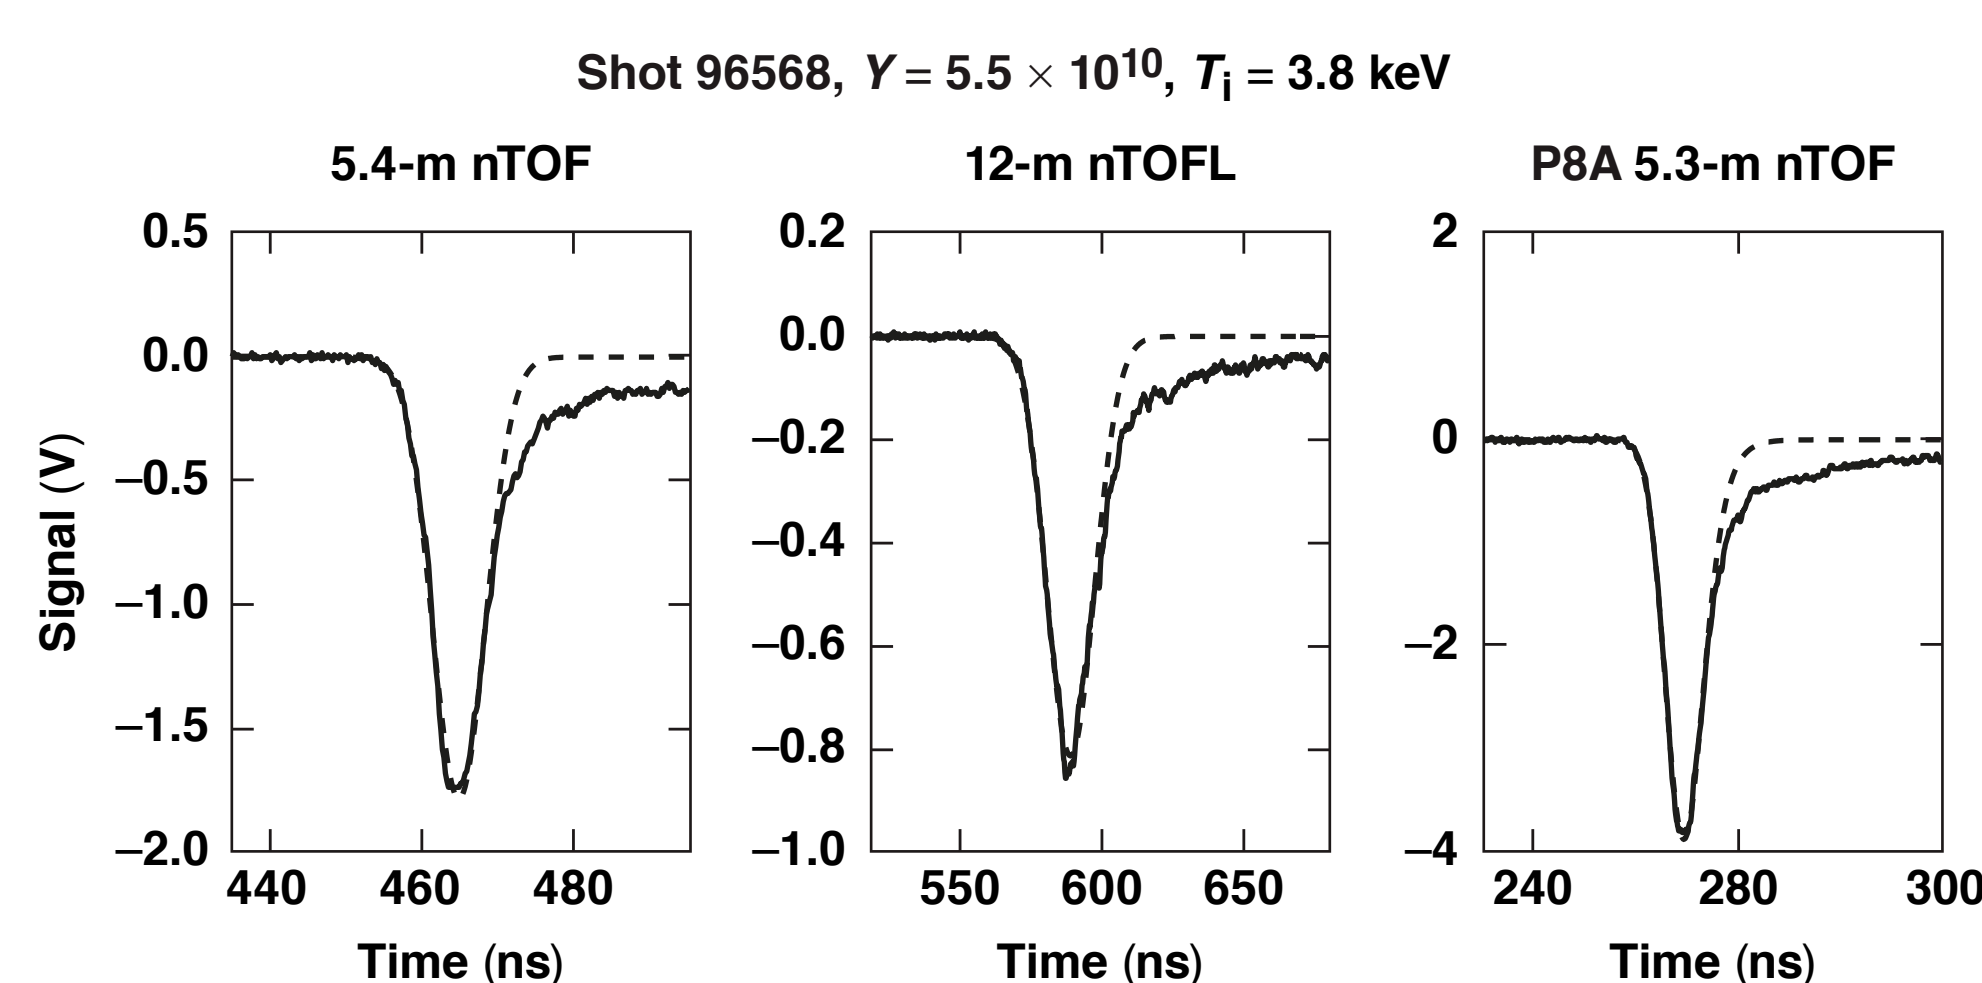 Shot 96568, Y = 5.5 × 10¹⁰, Tᵢ = 3.8 keV
5.4-m nTOF
12-m nTOFL
P8A 5.3-m nTOF
Signal (V)
0.5
0.0
–0.5
–1.0
–1.5
–2.0
440 460 480
Time (ns)
0.2
0.0
–0.2
–0.4
–0.6
–0.8
–1.0
550 600 650
Time (ns)
2
0
–2
–4
240 280 300
Time (ns)